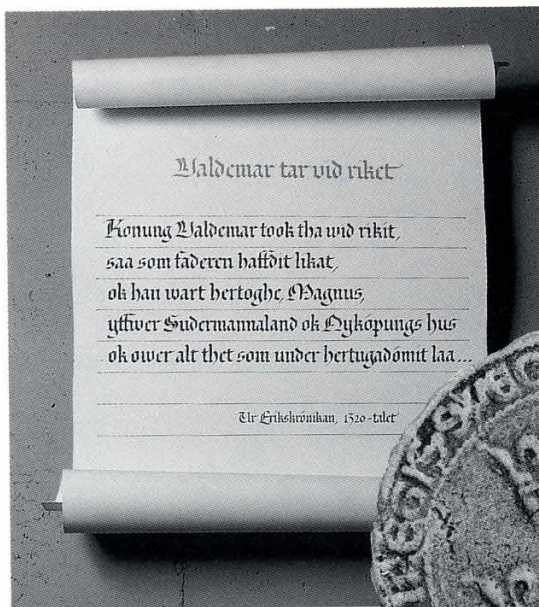 Valdemar tar vid riket
Konung Valdemar took tha wid rikit,
saa som faderen haffdit likat,
ok han wart hertoghe, Magnus,
yffwer Sudermannaland ok Nyköpungs hus
ok ower alt thet som under hertugadömit laa...
Ur Erikskrönikan, 1320-talet